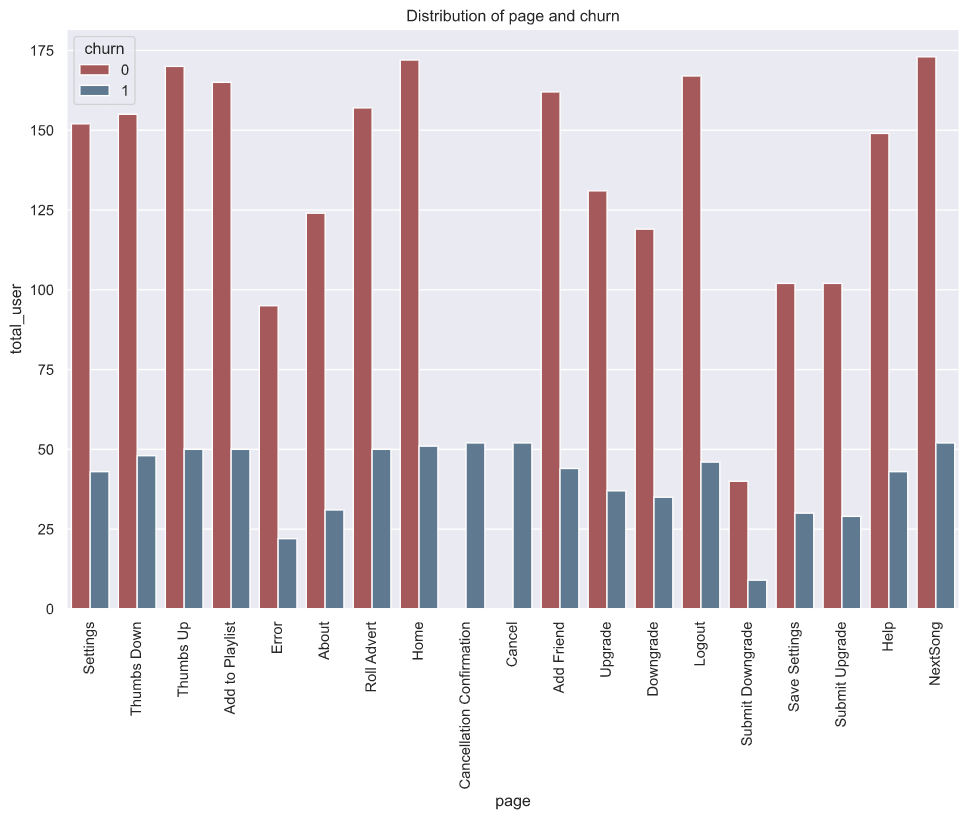 Distribution of page and churn
churn
0
1
175
150
125
100
75
50
25
0
total_user
Settings
Thumbs Down
Thumbs Up
Add to Playlist
Error
About
Roll Advert
Home
Cancellation Confirmation
Cancel
Add Friend
Upgrade
Downgrade
Logout
Submit Downgrade
Save Settings
Submit Upgrade
Help
NextSong
page